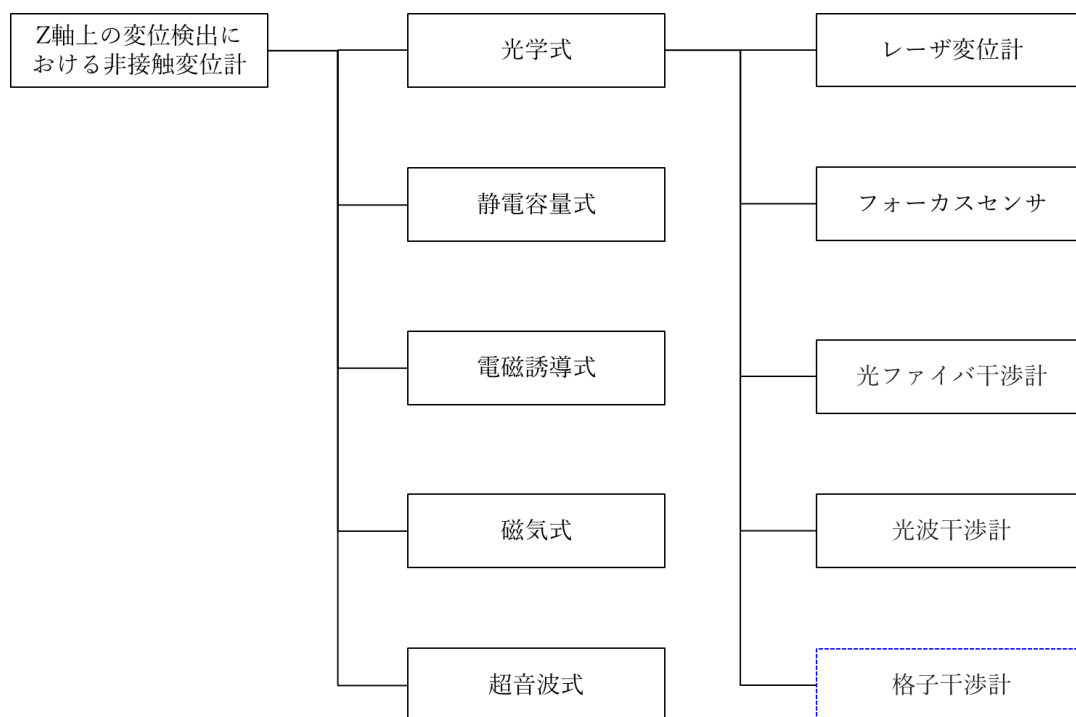 Z軸上の変位検出に
おける非接触変位計
光学式
静電容量式
電磁誘導式
磁気式
超音波式
レーザ変位計
フォーカスセンサ
光ファイバ干渉計
光波干渉計
格子干渉計